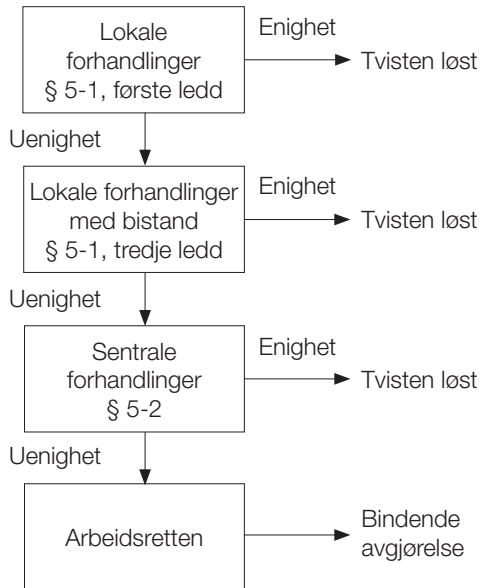 Lokale
forhandlinger
§ 5-1, første ledd
Enighet
Tvisten løst
Uenighet
Lokale forhandlinger
med bistand
§ 5-1, tredje ledd
Enighet
Tvisten løst
Uenighet
Sentrale
forhandlinger
§ 5-2
Enighet
Tvisten løst
Uenighet
Arbeidsretten
Bindende
avgjørelse